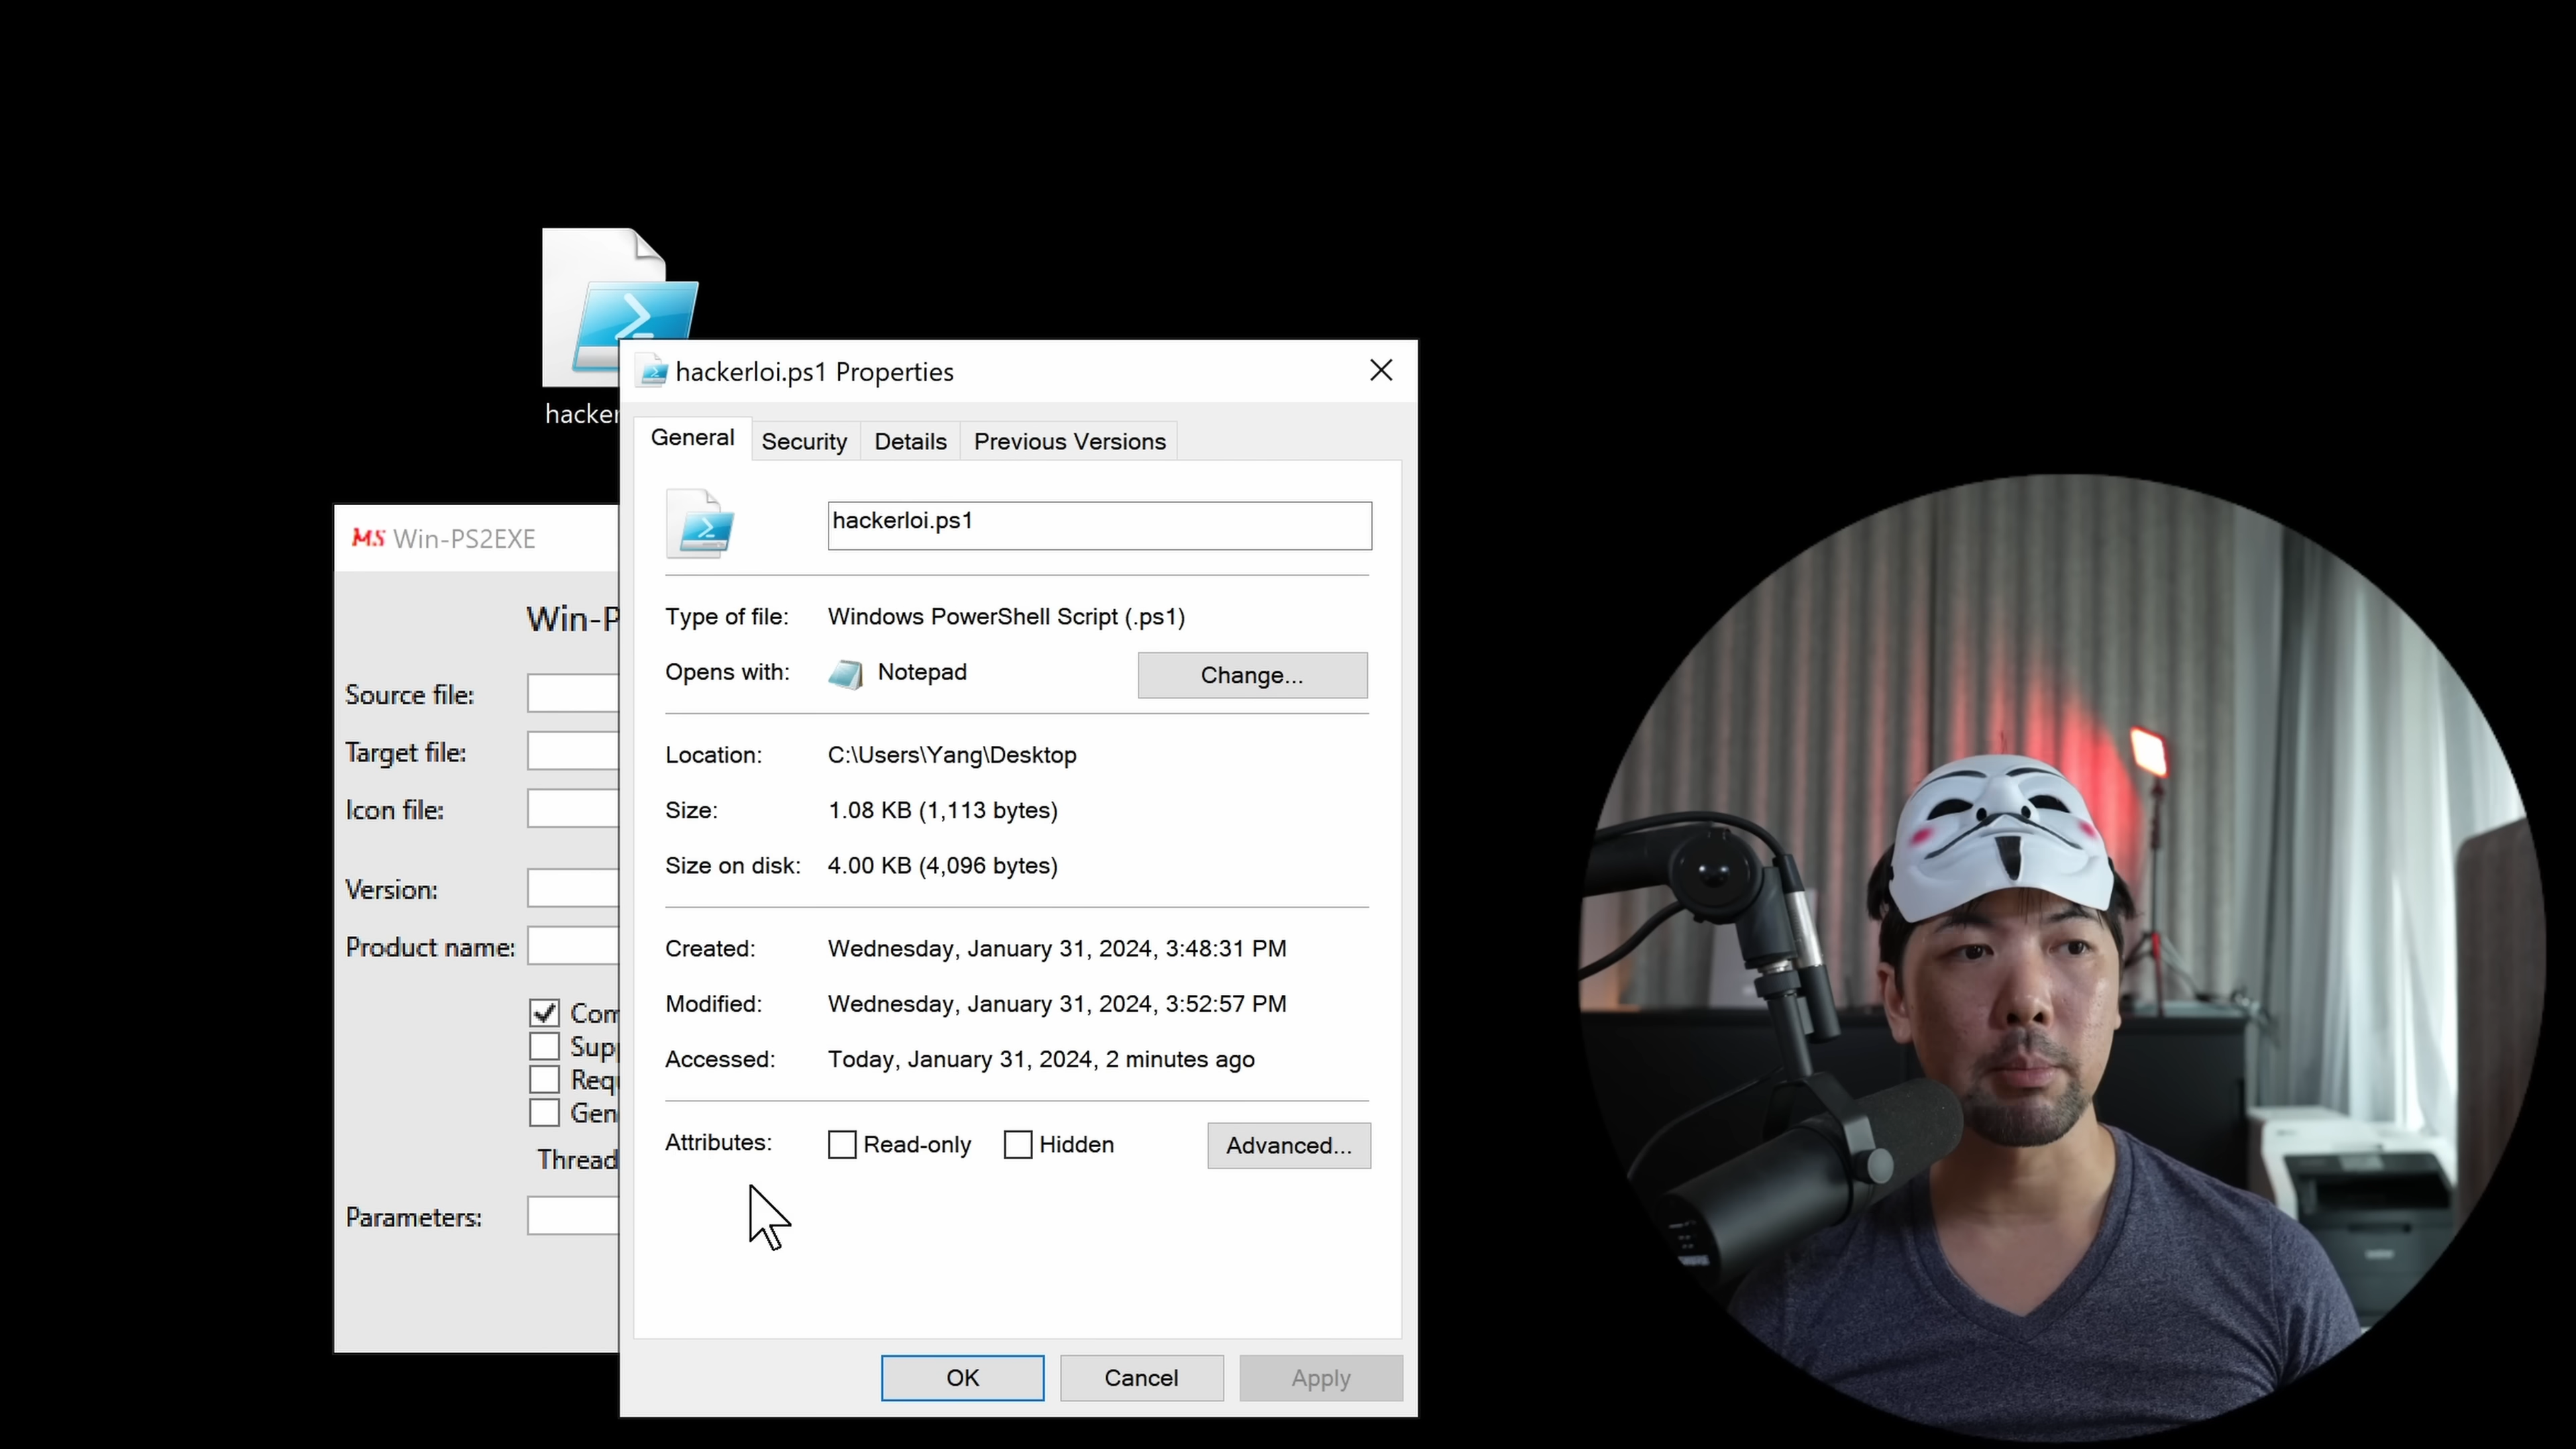 hacker
hackerloi.ps1 Properties
General
Security
Details
Previous Versions
hackerloi.ps1
Type of file: Windows PowerShell Script (.ps1)
Opens with: Notepad
Change...
Location: C:\Users\Yang\Desktop
Size: 1.08 KB (1,113 bytes)
Size on disk: 4.00 KB (4,096 bytes)
Created: Wednesday, January 31, 2024, 3:48:31 PM
Modified: Wednesday, January 31, 2024, 3:52:57 PM
Accessed: Today, January 31, 2024, 2 minutes ago
Attributes: Read-only Hidden
Advanced...
OK
Cancel
Apply
MS Win-PS2EXE
Win-P
Source file:
Target file:
Icon file:
Version:
Product name:
Com
Supp
Requ
Gen
Thread
Parameters: